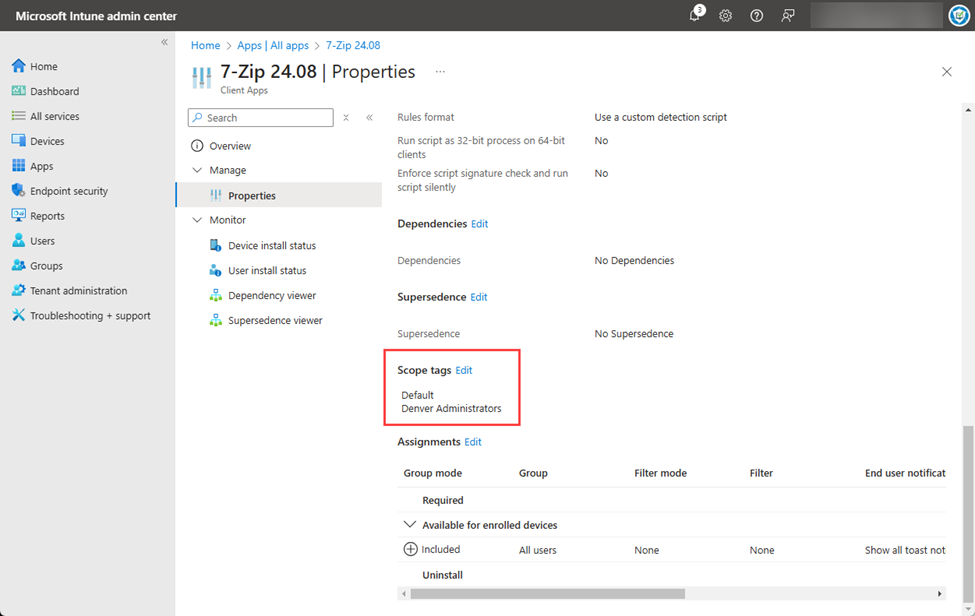 Microsoft Intune admin center
3
Home
Dashboard
All services
Devices
Apps
Endpoint security
Reports
Users
Groups
Tenant administration
Troubleshooting + support
Home > Apps | All apps > 7-Zip 24.08
7-Zip 24.08 | Properties ...
Client Apps
Search
Overview
Manage
Properties
Monitor
Device install status
User install status
Dependency viewer
Supersedence viewer
Rules format Use a custom detection script
Run script as 32-bit process on 64-bit No
clients
Enforce script signature check and run No
script silently
Dependencies Edit
Dependencies No Dependencies
Supersedence Edit
Supersedence No Supersedence
Scope tags Edit
Default
Denver Administrators
Assignments Edit
Group mode Group Filter mode Filter End user notificat
Required
Available for enrolled devices
Included All users None None Show all toast not
Uninstall